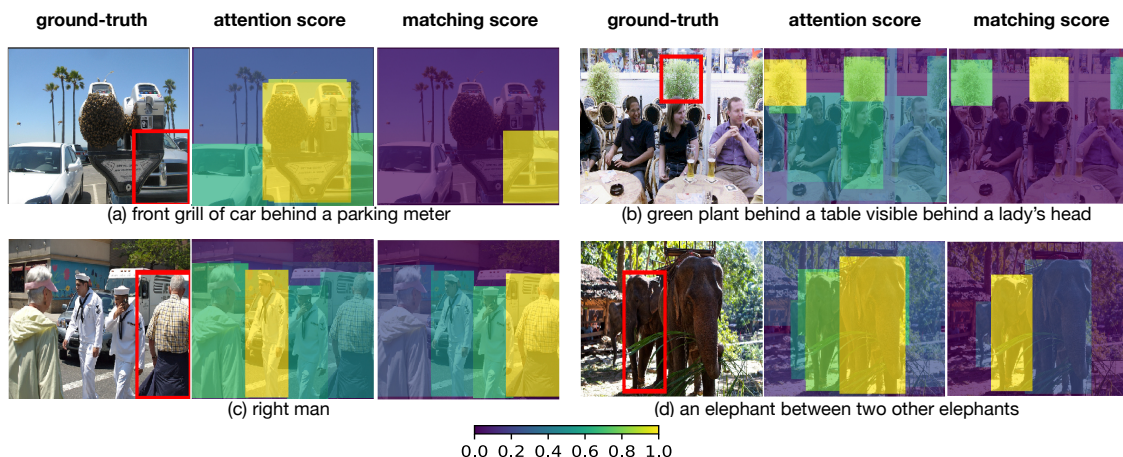 ground-truth attention score matching score ground-truth attention score matching score
(a) front grill of car behind a parking meter
(b) green plant behind a table visible behind a lady's head
(c) right man
(d) an elephant between two other elephants
0.0 0.2 0.4 0.6 0.8 1.0